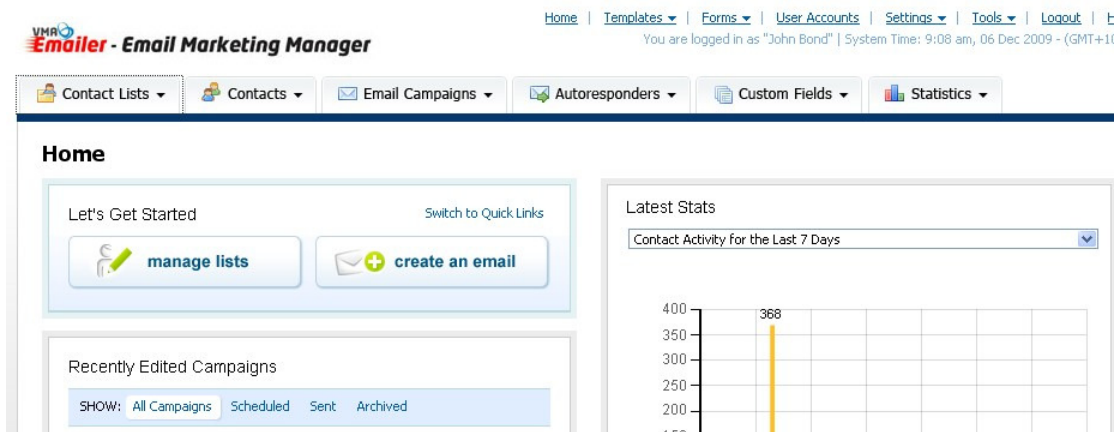 Home | Templates | Forms | User Accounts | Settings | Tools | Logout |
VMA Emailer - Email Marketing Manager
You are logged in as "John Bond" | System Time: 9:08 am, 06 Dec 2009 - (GMT+10
Contact Lists Contacts Email Campaigns Autoresponders Custom Fields Statistics
Home
Let's Get Started Switch to Quick Links
manage lists create an email
Recently Edited Campaigns
SHOW: All Campaigns Scheduled Sent Archived
Latest Stats
Contact Activity for the Last 7 Days
400
368
350
300
250
200